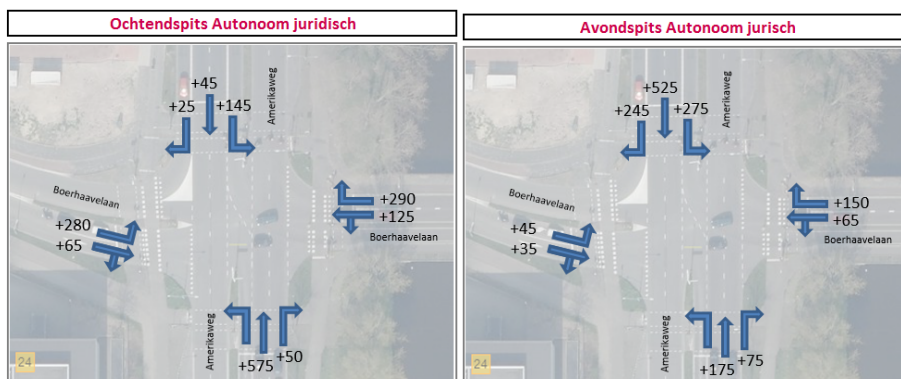 Ochtendspits Autonoom juridisch
+45
+25
+145
Amerikaweg
Boerhaavelaan
+280
+65
+290
+125
Boerhaavelaan
Amerikaweg
+575
+50
24
Avondspits Autonoom jurisch
+525
+245
+275
Amerikaweg
Boerhaavelaan
+45
+35
+150
+65
Boerhaavelaan
Amerikaweg
+175
+75
24